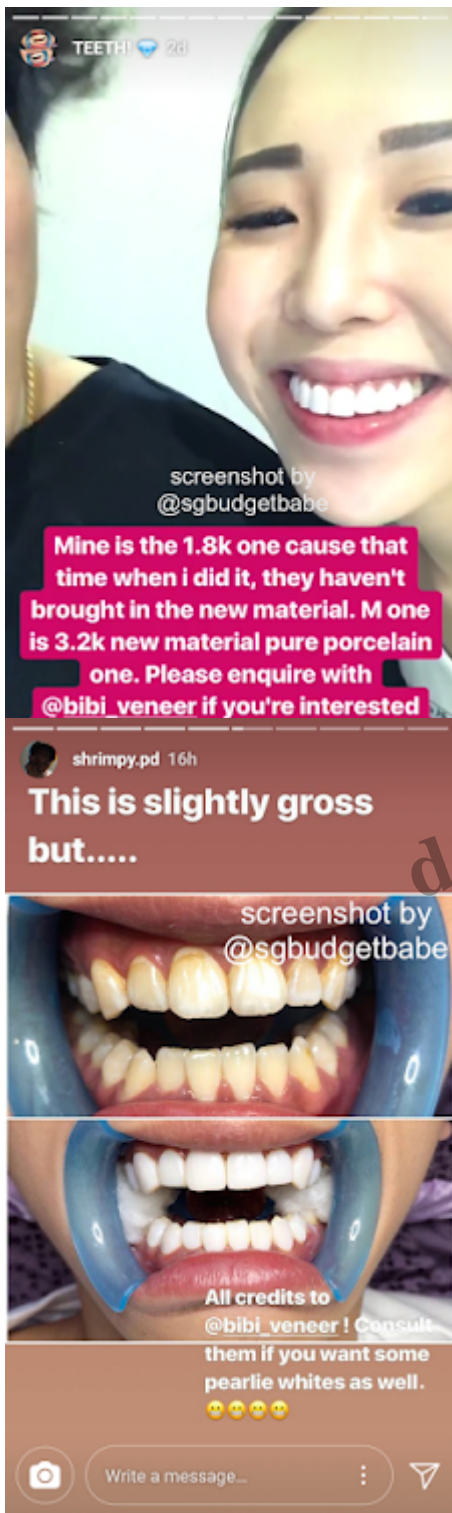 TEETH! 💎 2d
screenshot by
@sgbudgetbabe
Mine is the 1.8k one cause that
time when i did it, they haven't
brought in the new material. M one
is 3.2k new material pure porcelain
one. Please enquire with
@bibi_veneer if you're interested
shrimpy.pd 16h
This is slightly gross
but.....
d
screenshot by
@sgbudgetbabe
All credits to
@bibi_veneer ! Consult
them if you want some
pearlie whites as well.
😬😬😬😬
Write a message...